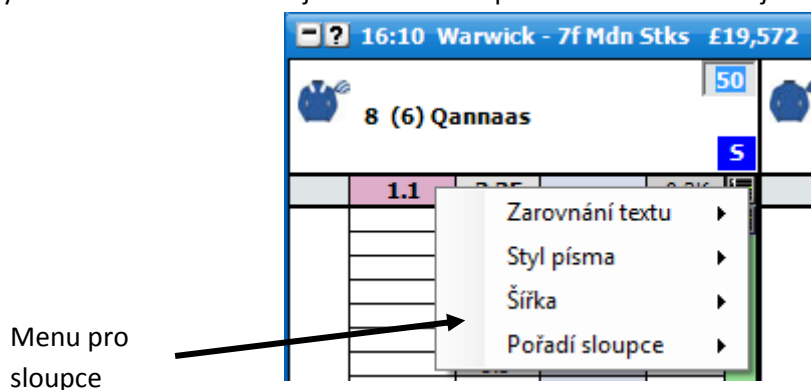 16:10 Warwick - 7f Mdn Stks £19,572
50
8 (6) Qannaas
S
1.1
Zarovnání textu
Styl písma
Šířka
Pořadí sloupce
Menu pro
sloupce